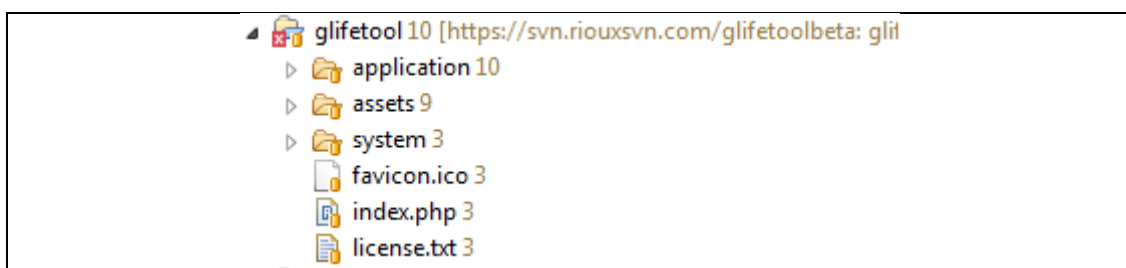 glifetool 10 [https://svn.riouxsvn.com/glifetoolbeta: glif
application 10
assets 9
system 3
favicon.ico 3
index.php 3
license.txt 3